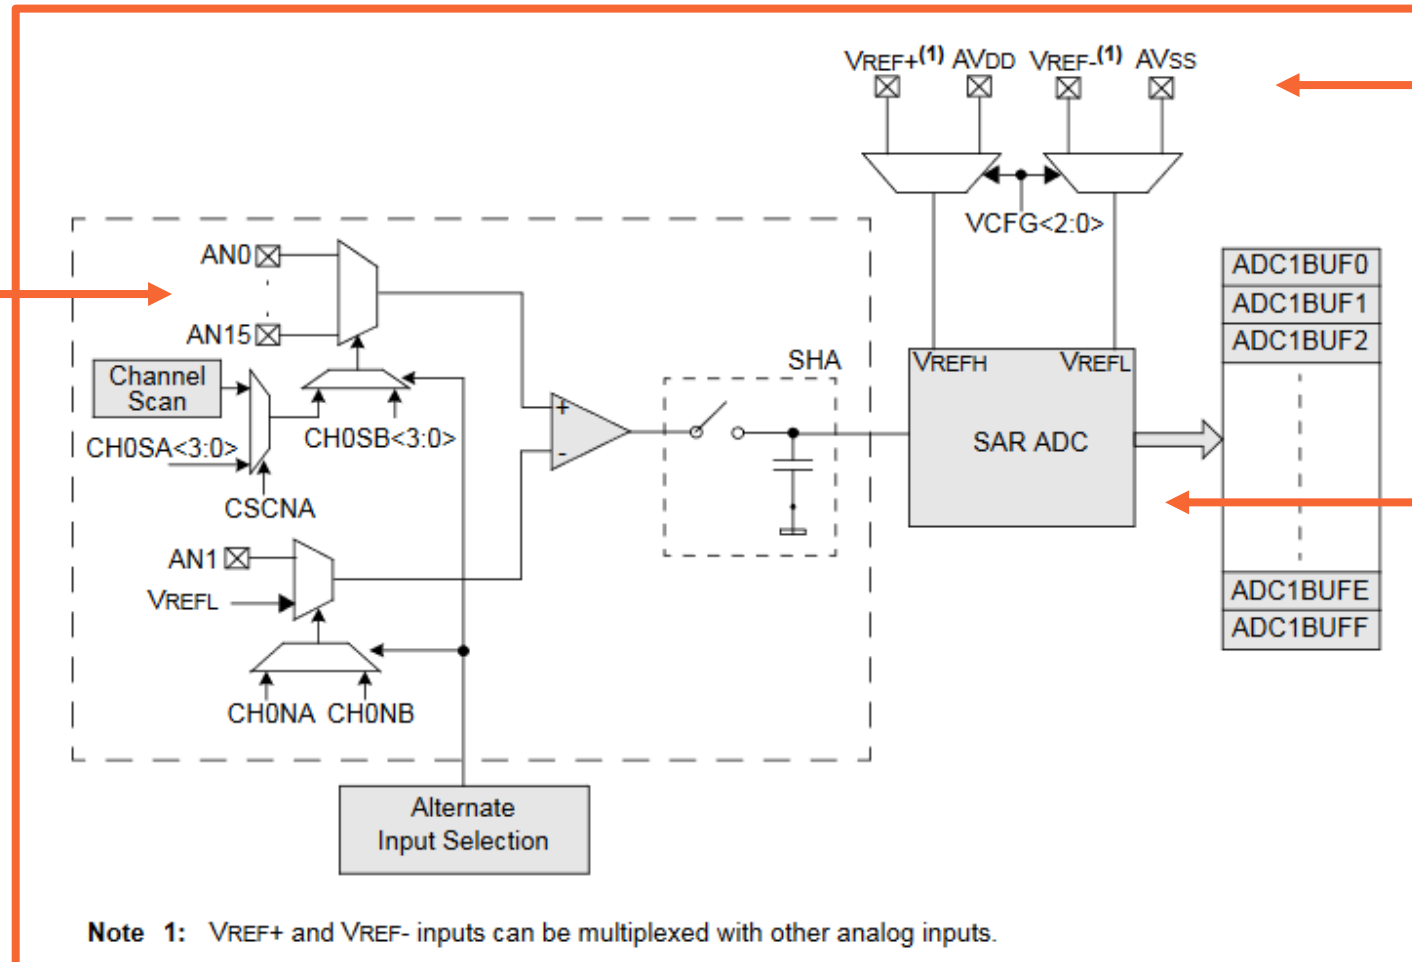 VREF+(1) AVDD VREF-(1) AVSS
VCFG<2:0>
AN0
AN15
Channel
Scan
CH0SA<3:0>
CH0SB<3:0>
CSCNA
AN1
VREFL
CH0NA CH0NB
+
-
SHA
VREFH VREFL
SAR ADC
ADC1BUF0
ADC1BUF1
ADC1BUF2
ADC1BUFE
ADC1BUFF
Alternate
Input Selection
Note 1: VREF+ and VREF- inputs can be multiplexed with other analog inputs.